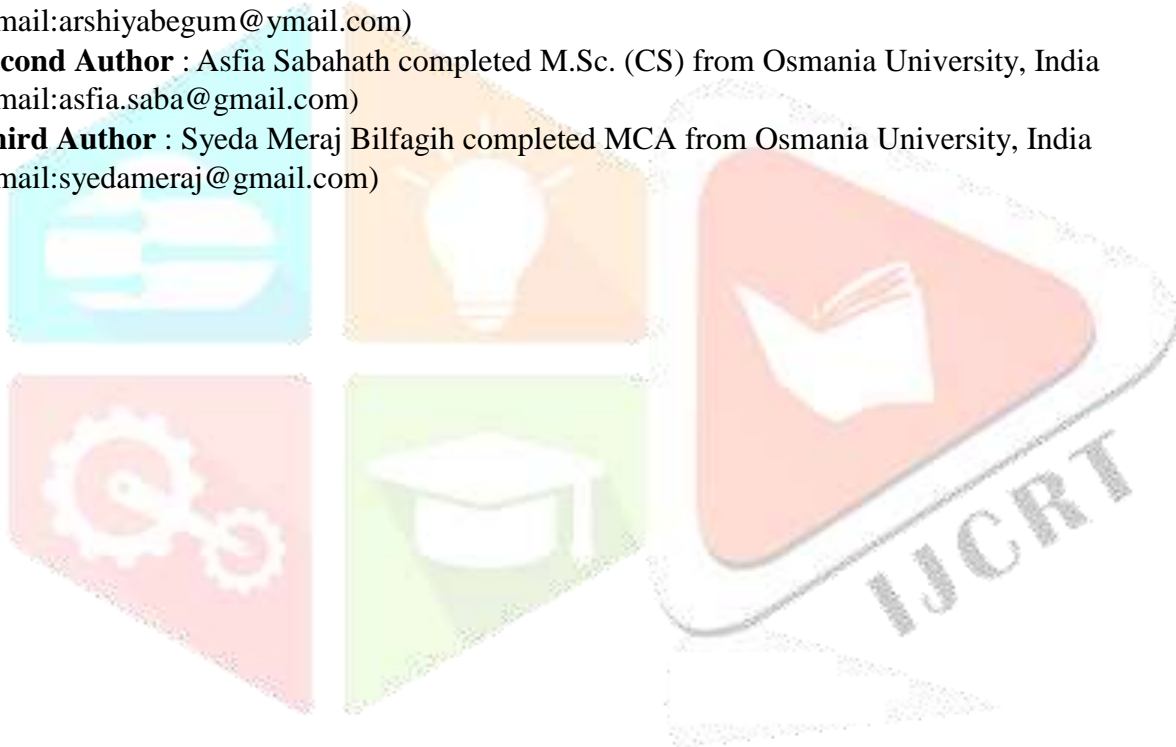 mail:arshiyabegum@ymail.com)
cond Author : Asfia Sabahath completed M.Sc. (CS) from Osmania University, India
mail:asfia.saba@gmail.com)
hird Author : Syeda Meraj Bilfagih completed MCA from Osmania University, India
mail:syedameraj@gmail.com)
IJCRT